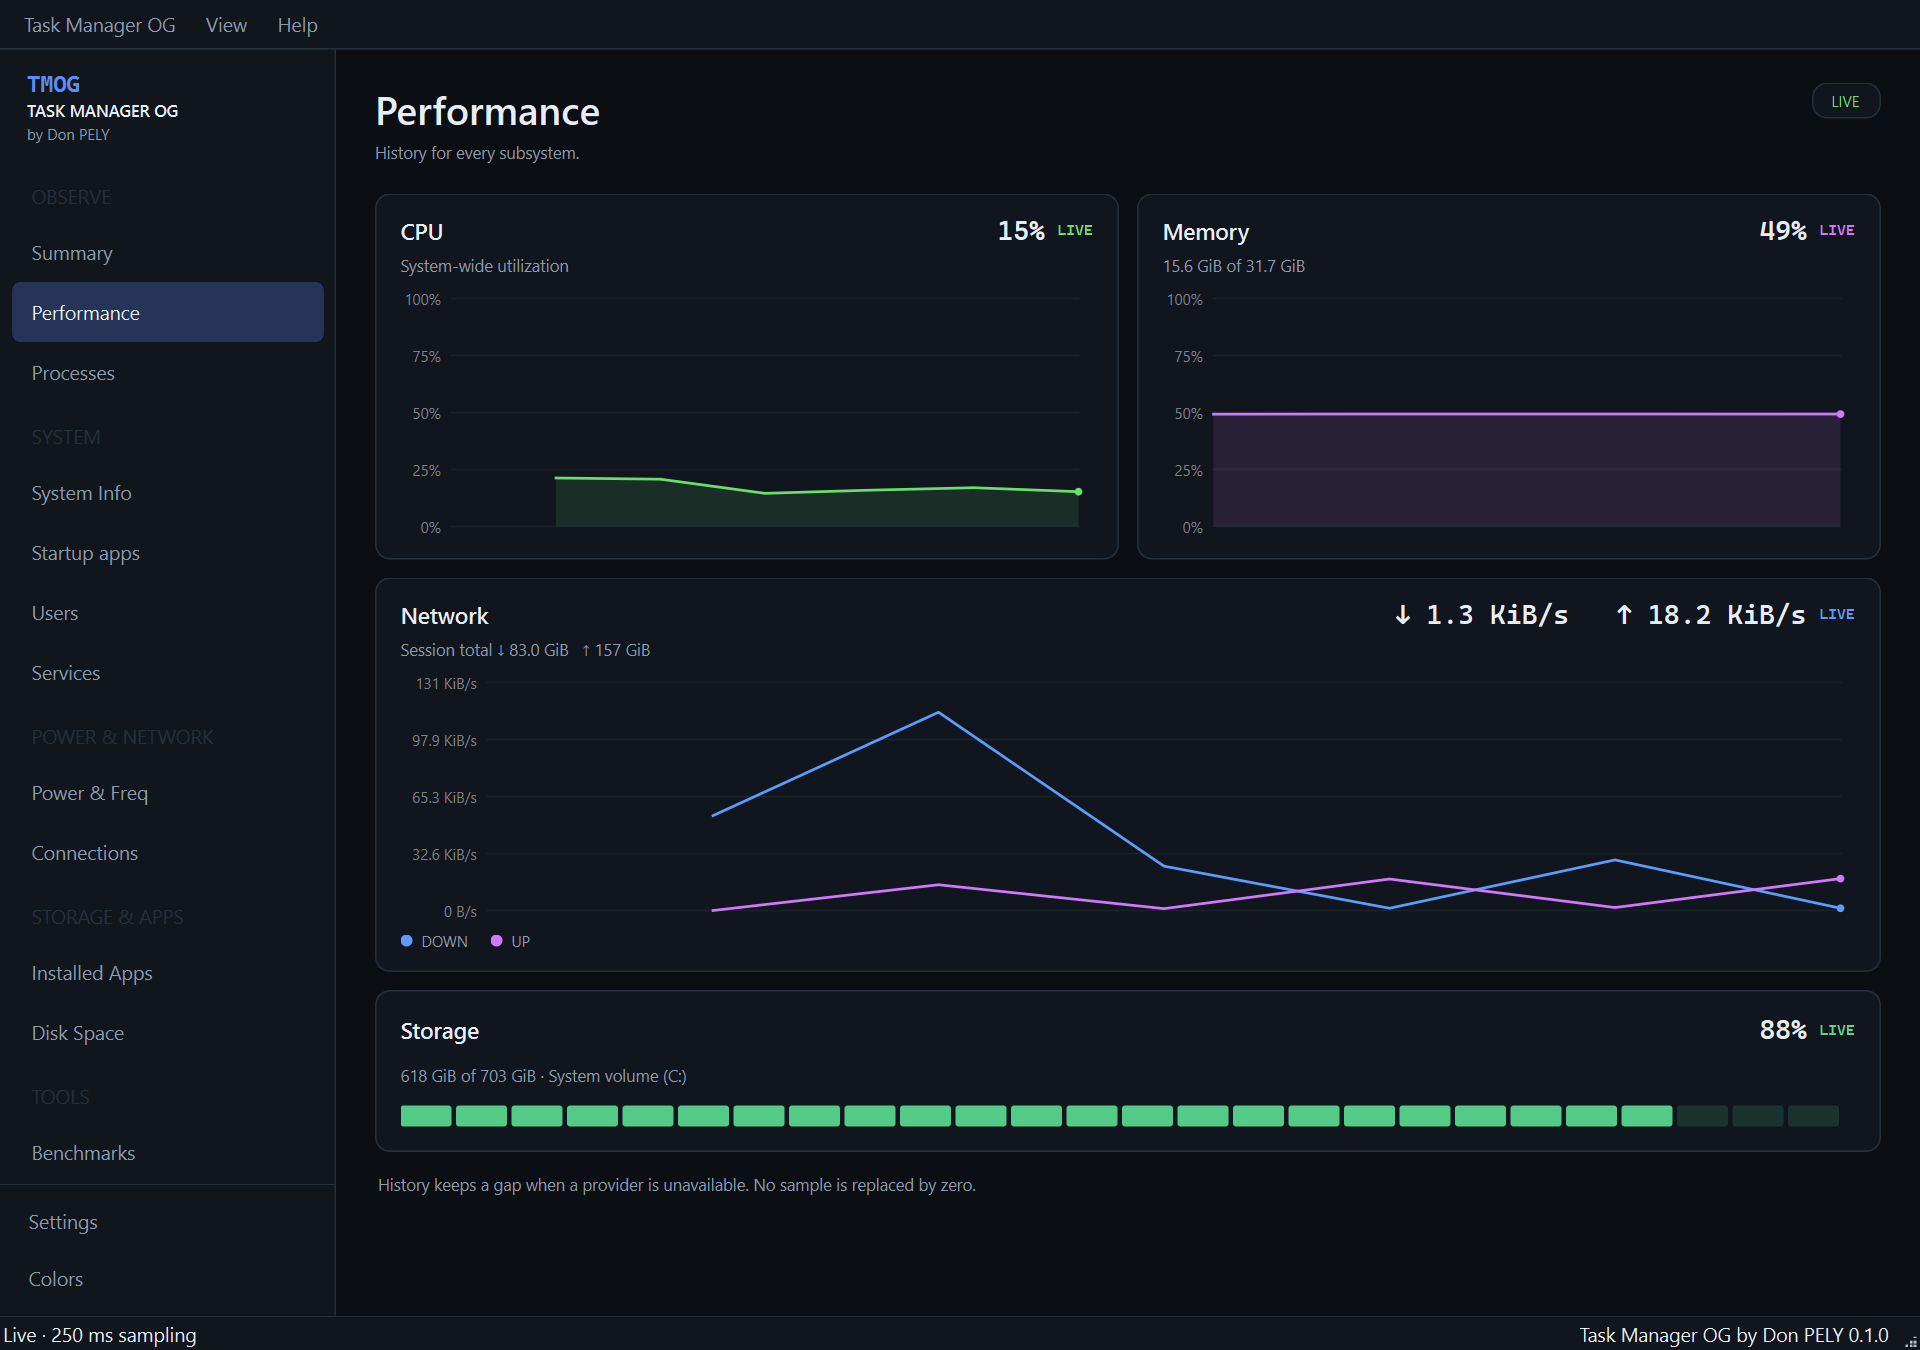 Task Manager OG View Help
TMOG
TASK MANAGER OG
by Don PELY
OBSERVE
Summary
Performance
Processes
SYSTEM
System Info
Startup apps
Users
Services
POWER & NETWORK
Power & Freq
Connections
STORAGE & APPS
Installed Apps
Disk Space
TOOLS
Benchmarks
Settings
Colors
Performance
LIVE
History for every subsystem.
CPU
15% LIVE
System-wide utilization
100%
75%
50%
25%
0%
Memory
49% LIVE
15.6 GiB of 31.7 GiB
100%
75%
50%
25%
0%
Network
↓ 1.3 KiB/s ↑ 18.2 KiB/s LIVE
Session total ↓ 83.0 GiB ↑ 157 GiB
131 KiB/s
97.9 KiB/s
65.3 KiB/s
32.6 KiB/s
0 B/s
DOWN UP
Storage
88% LIVE
618 GiB of 703 GiB · System volume (C:)
History keeps a gap when a provider is unavailable. No sample is replaced by zero.
Live · 250 ms sampling
Task Manager OG by Don PELY 0.1.0